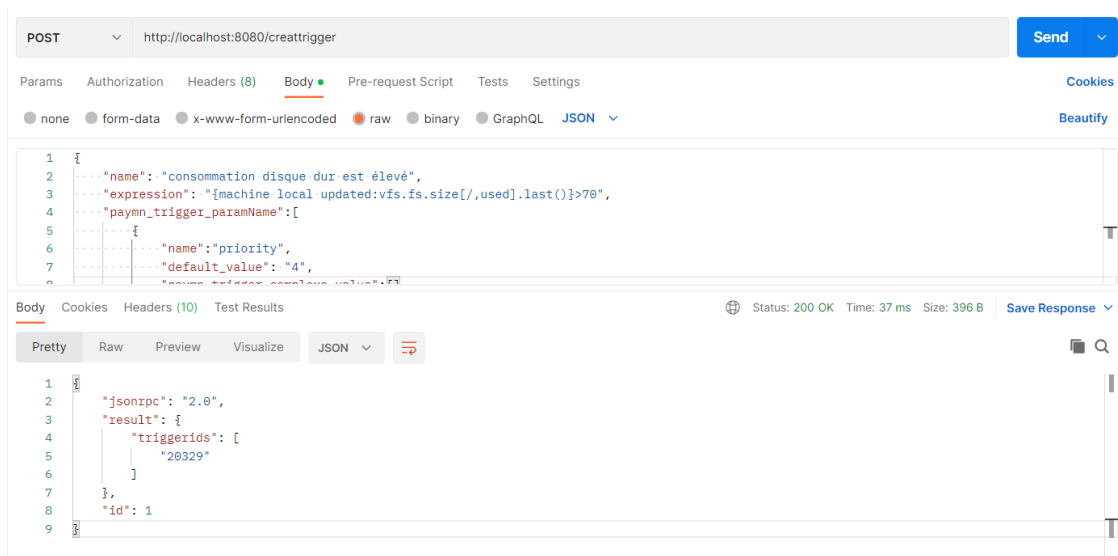 POST http://localhost:8080/creattrigger Send
Params Authorization Headers (8) Body Pre-request Script Tests Settings Cookies
none form-data x-www-form-urlencoded raw binary GraphQL JSON Beautify
1 {
2 "name": "consommation disque dur est élevé",
3 "expression": "{machine local updated:vfs.fs.size[/,used].last()}>70",
4 "paymn_trigger_paramName":[
5 {
6 "name":"priority",
7 "default_value": "4",
8 "paymn_trigger_complexe_value":[]
Body Cookies Headers (10) Test Results Status: 200 OK Time: 37 ms Size: 396 B Save Response
Pretty Raw Preview Visualize JSON
1 {
2 "jsonrpc": "2.0",
3 "result": {
4 "triggerids": [
5 "20329"
6 ]
7 },
8 "id": 1
9 }